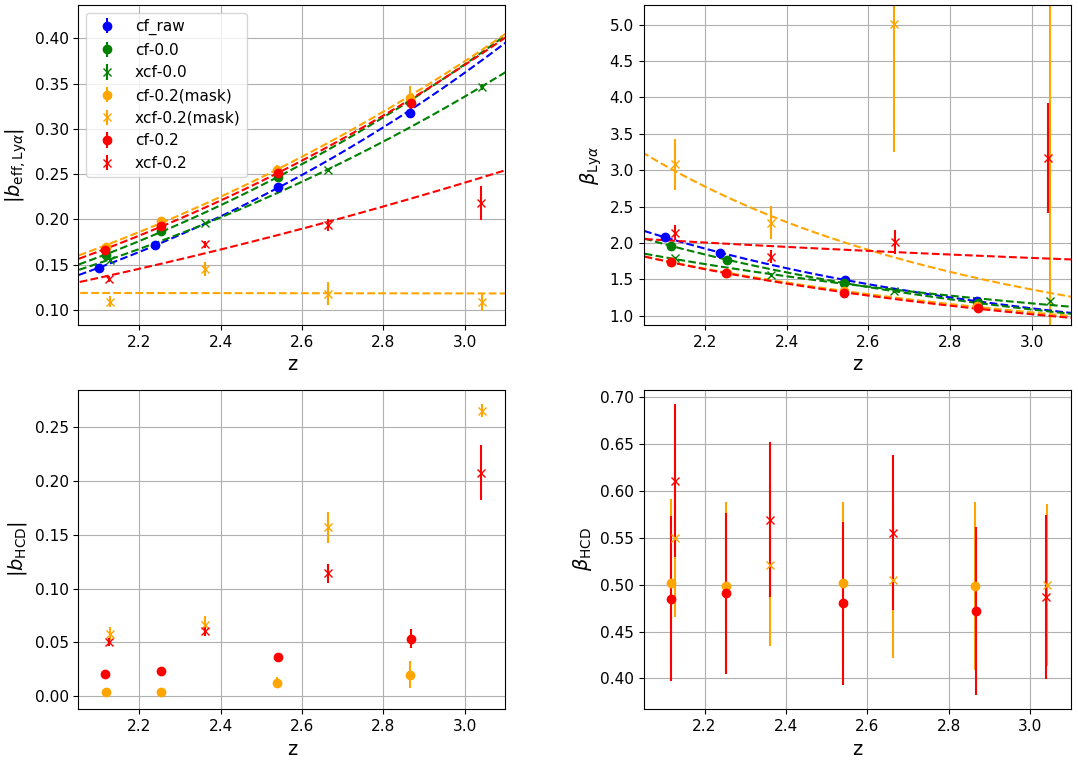 0.40
0.35
0.30
0.25
0.20
0.15
0.10
|b_eff, Lyα|
cf_raw
cf-0.0
xcf-0.0
cf-0.2(mask)
xcf-0.2(mask)
cf-0.2
xcf-0.2
2.2 2.4 2.6 2.8 3.0
z
5.0
4.5
4.0
3.5
3.0
2.5
2.0
1.5
1.0
β_Lyα
2.2 2.4 2.6 2.8 3.0
z
0.25
0.20
0.15
0.10
0.05
0.00
|b_HCD|
2.2 2.4 2.6 2.8 3.0
z
0.70
0.65
0.60
0.55
0.50
0.45
0.40
β_HCD
2.2 2.4 2.6 2.8 3.0
z